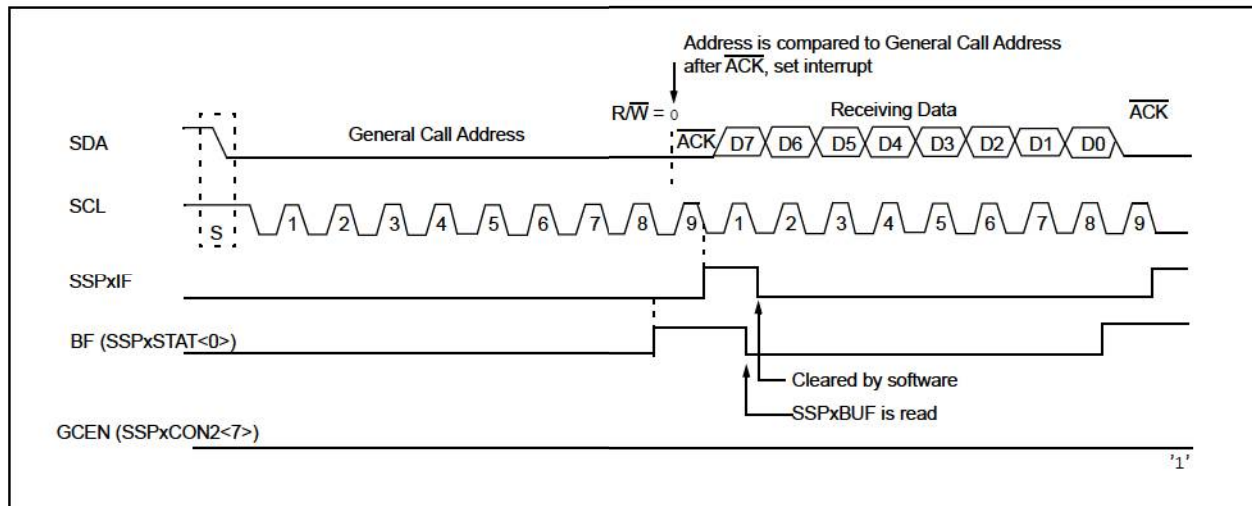 Address is compared to General Call Address
after ACK, set interrupt
R/W = 0
Receiving Data
ACK
SDA
General Call Address
ACK D7 D6 D5 D4 D3 D2 D1 D0
SCL
S
1 2 3 4 5 6 7 8 9 1 2 3 4 5 6 7 8 9
SSPxIF
BF (SSPxSTAT<0>)
Cleared by software
SSPxBUF is read
GCEN (SSPxCON2<7>)
'1'